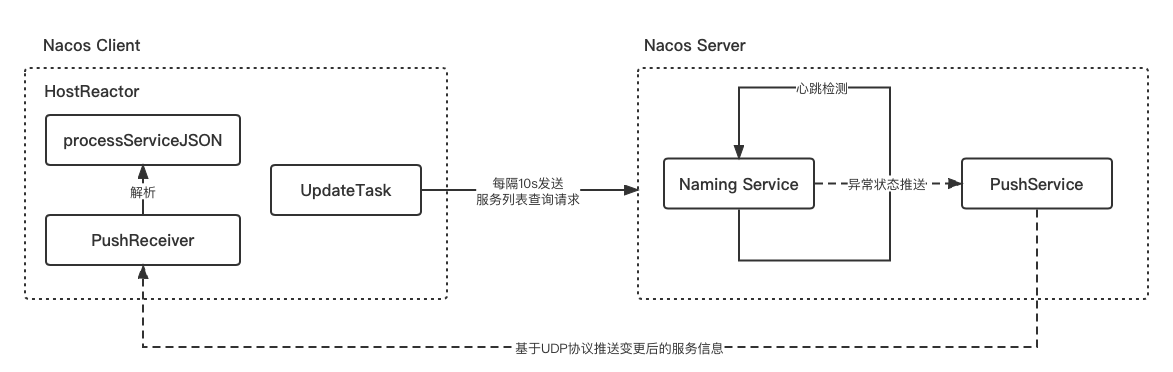 Nacos Client
HostReactor
processServiceJSON
解析
PushReceiver
UpdateTask
每隔10s发送
服务列表查询请求
Nacos Server
心跳检测
Naming Service
异常状态推送
PushService
基于UDP协议推送变更后的服务信息